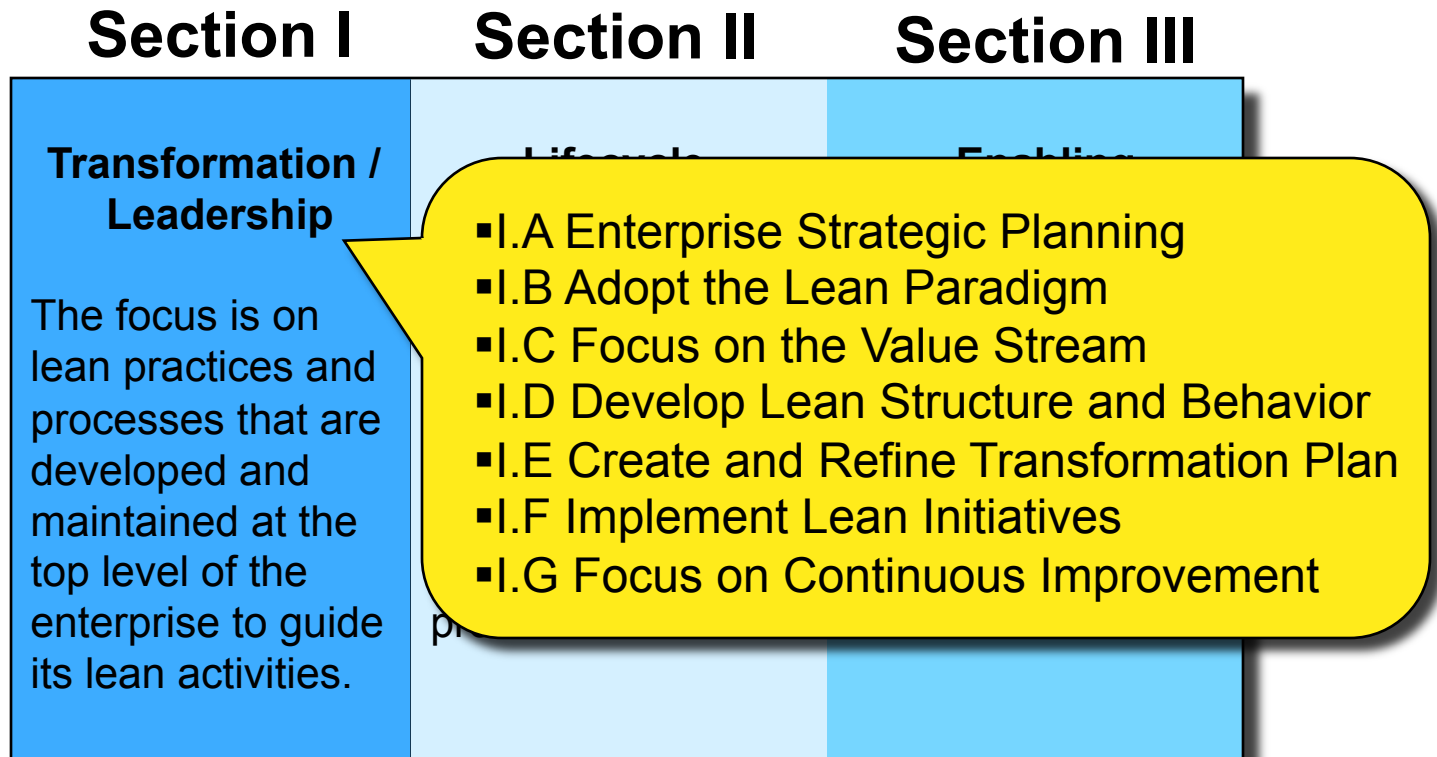 Section I
Section II
Section III
Transformation /
Leadership
The focus is on
lean practices and
processes that are
developed and
maintained at the
top level of the
enterprise to guide
its lean activities.
Lifecycle
Enabling
▪I.A Enterprise Strategic Planning
▪I.B Adopt the Lean Paradigm
▪I.C Focus on the Value Stream
▪I.D Develop Lean Structure and Behavior
▪I.E Create and Refine Transformation Plan
▪I.F Implement Lean Initiatives
▪I.G Focus on Continuous Improvement